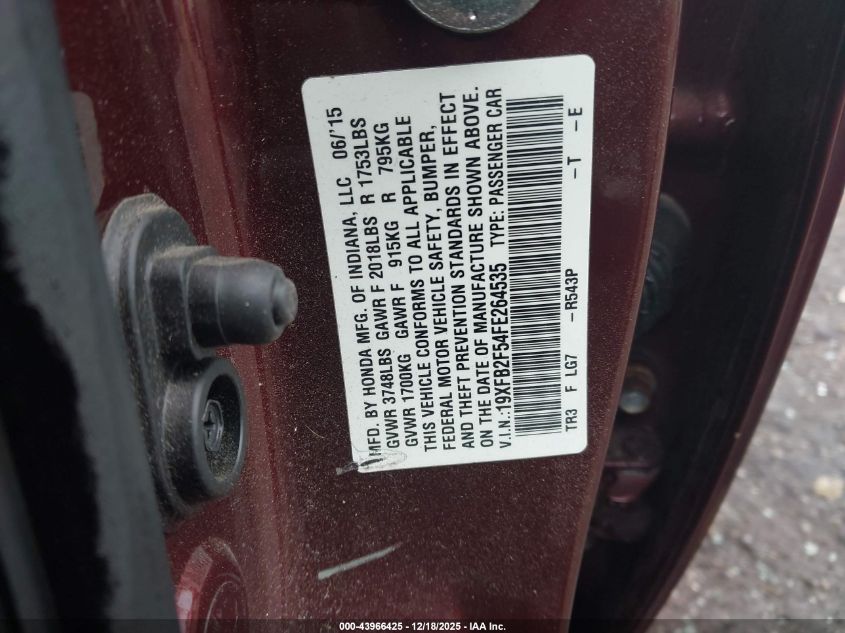 MFD. BY HONDA MFG. OF INDIANA, LLC 06/'15
GVWR 3748LBS GAWR F 2018LBS R 1753LBS
GVWR 1700KG GAWR F 915KG R 795KG
THIS VEHICLE CONFORMS TO ALL APPLICABLE
FEDERAL MOTOR VEHICLE SAFETY, BUMPER,
AND THEFT PREVENTION STANDARDS IN EFFECT
ON THE DATE OF MANUFACTURE SHOWN ABOVE.
V.I.N.:19XFB2F54FE264535 TYPE: PASSENGER CAR
TR3 F LG7 -R543P -T -E
000-43966425 - 12/18/2025 - IAA Inc.